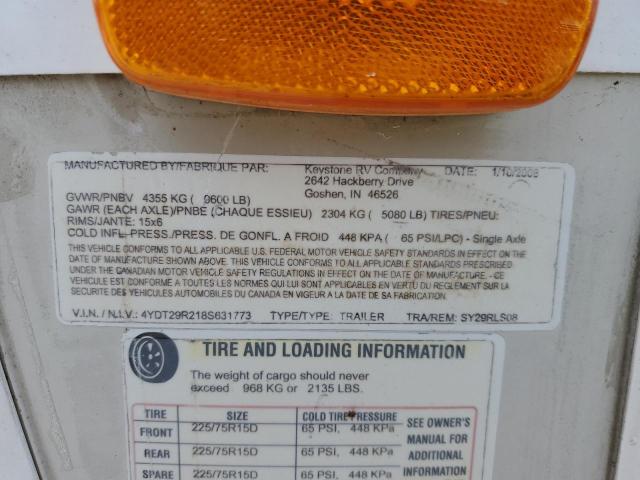 MANUFACTURED BY/FABRIQUE PAR: Keystone RV Company DATE: 1/10/2008
2642 Hackberry Drive
Goshen, IN 46526
GVWR/PNBV 4355 KG ( 9600 LB)
GAWR (EACH AXLE)/PNBE (CHAQUE ESSIEU) 2304 KG ( 5080 LB) TIRES/PNEU:
RIMS/JANTE: 15x6
COLD INFL. PRESS./PRESS. DE GONFL. A FROID 448 KPA ( 65 PSI/LPC) - Single Axle
THIS VEHICLE CONFORMS TO ALL APPLICABLE U.S. FEDERAL MOTOR VEHICLE SAFETY STANDARDS IN EFFECT ON THE
DATE OF MANUFACTURE SHOWN ABOVE. THIS VEHICLE CONFORMS TO ALL APPLICABLE STANDARDS PRESCRIBED
UNDER THE CANADIAN MOTOR VEHICLE SAFETY REGULATIONS IN EFFECT ON THE DATE OF MANUFACTURE - CE
VEHICULE EST CONFORME A TOUTES LES NORMES QUI LUI SONT APPLICABLES EN VERTUE DU REGLEMENT SUR LA
SECURITE DES VEHICULES AUTOMOBILES DU CANADA EN VIGEUR A LA DATE DE SA FABRICATION.
V.I.N. / N.I.V.: 4YDT29R218S631773 TYPE/TYPE: TRAILER TRA/REM: SY29RLS08
TIRE AND LOADING INFORMATION
The weight of cargo should never
exceed 968 KG or 2135 LBS.
TIRE SIZE COLD TIRE PRESSURE SEE OWNER'S
FRONT 225/75R15D 65 PSI, 448 KPa MANUAL FOR
REAR 225/75R15D 65 PSI, 448 KPa ADDITIONAL
SPARE 225/75R15D 65 PSI, 448 KPa INFORMATION